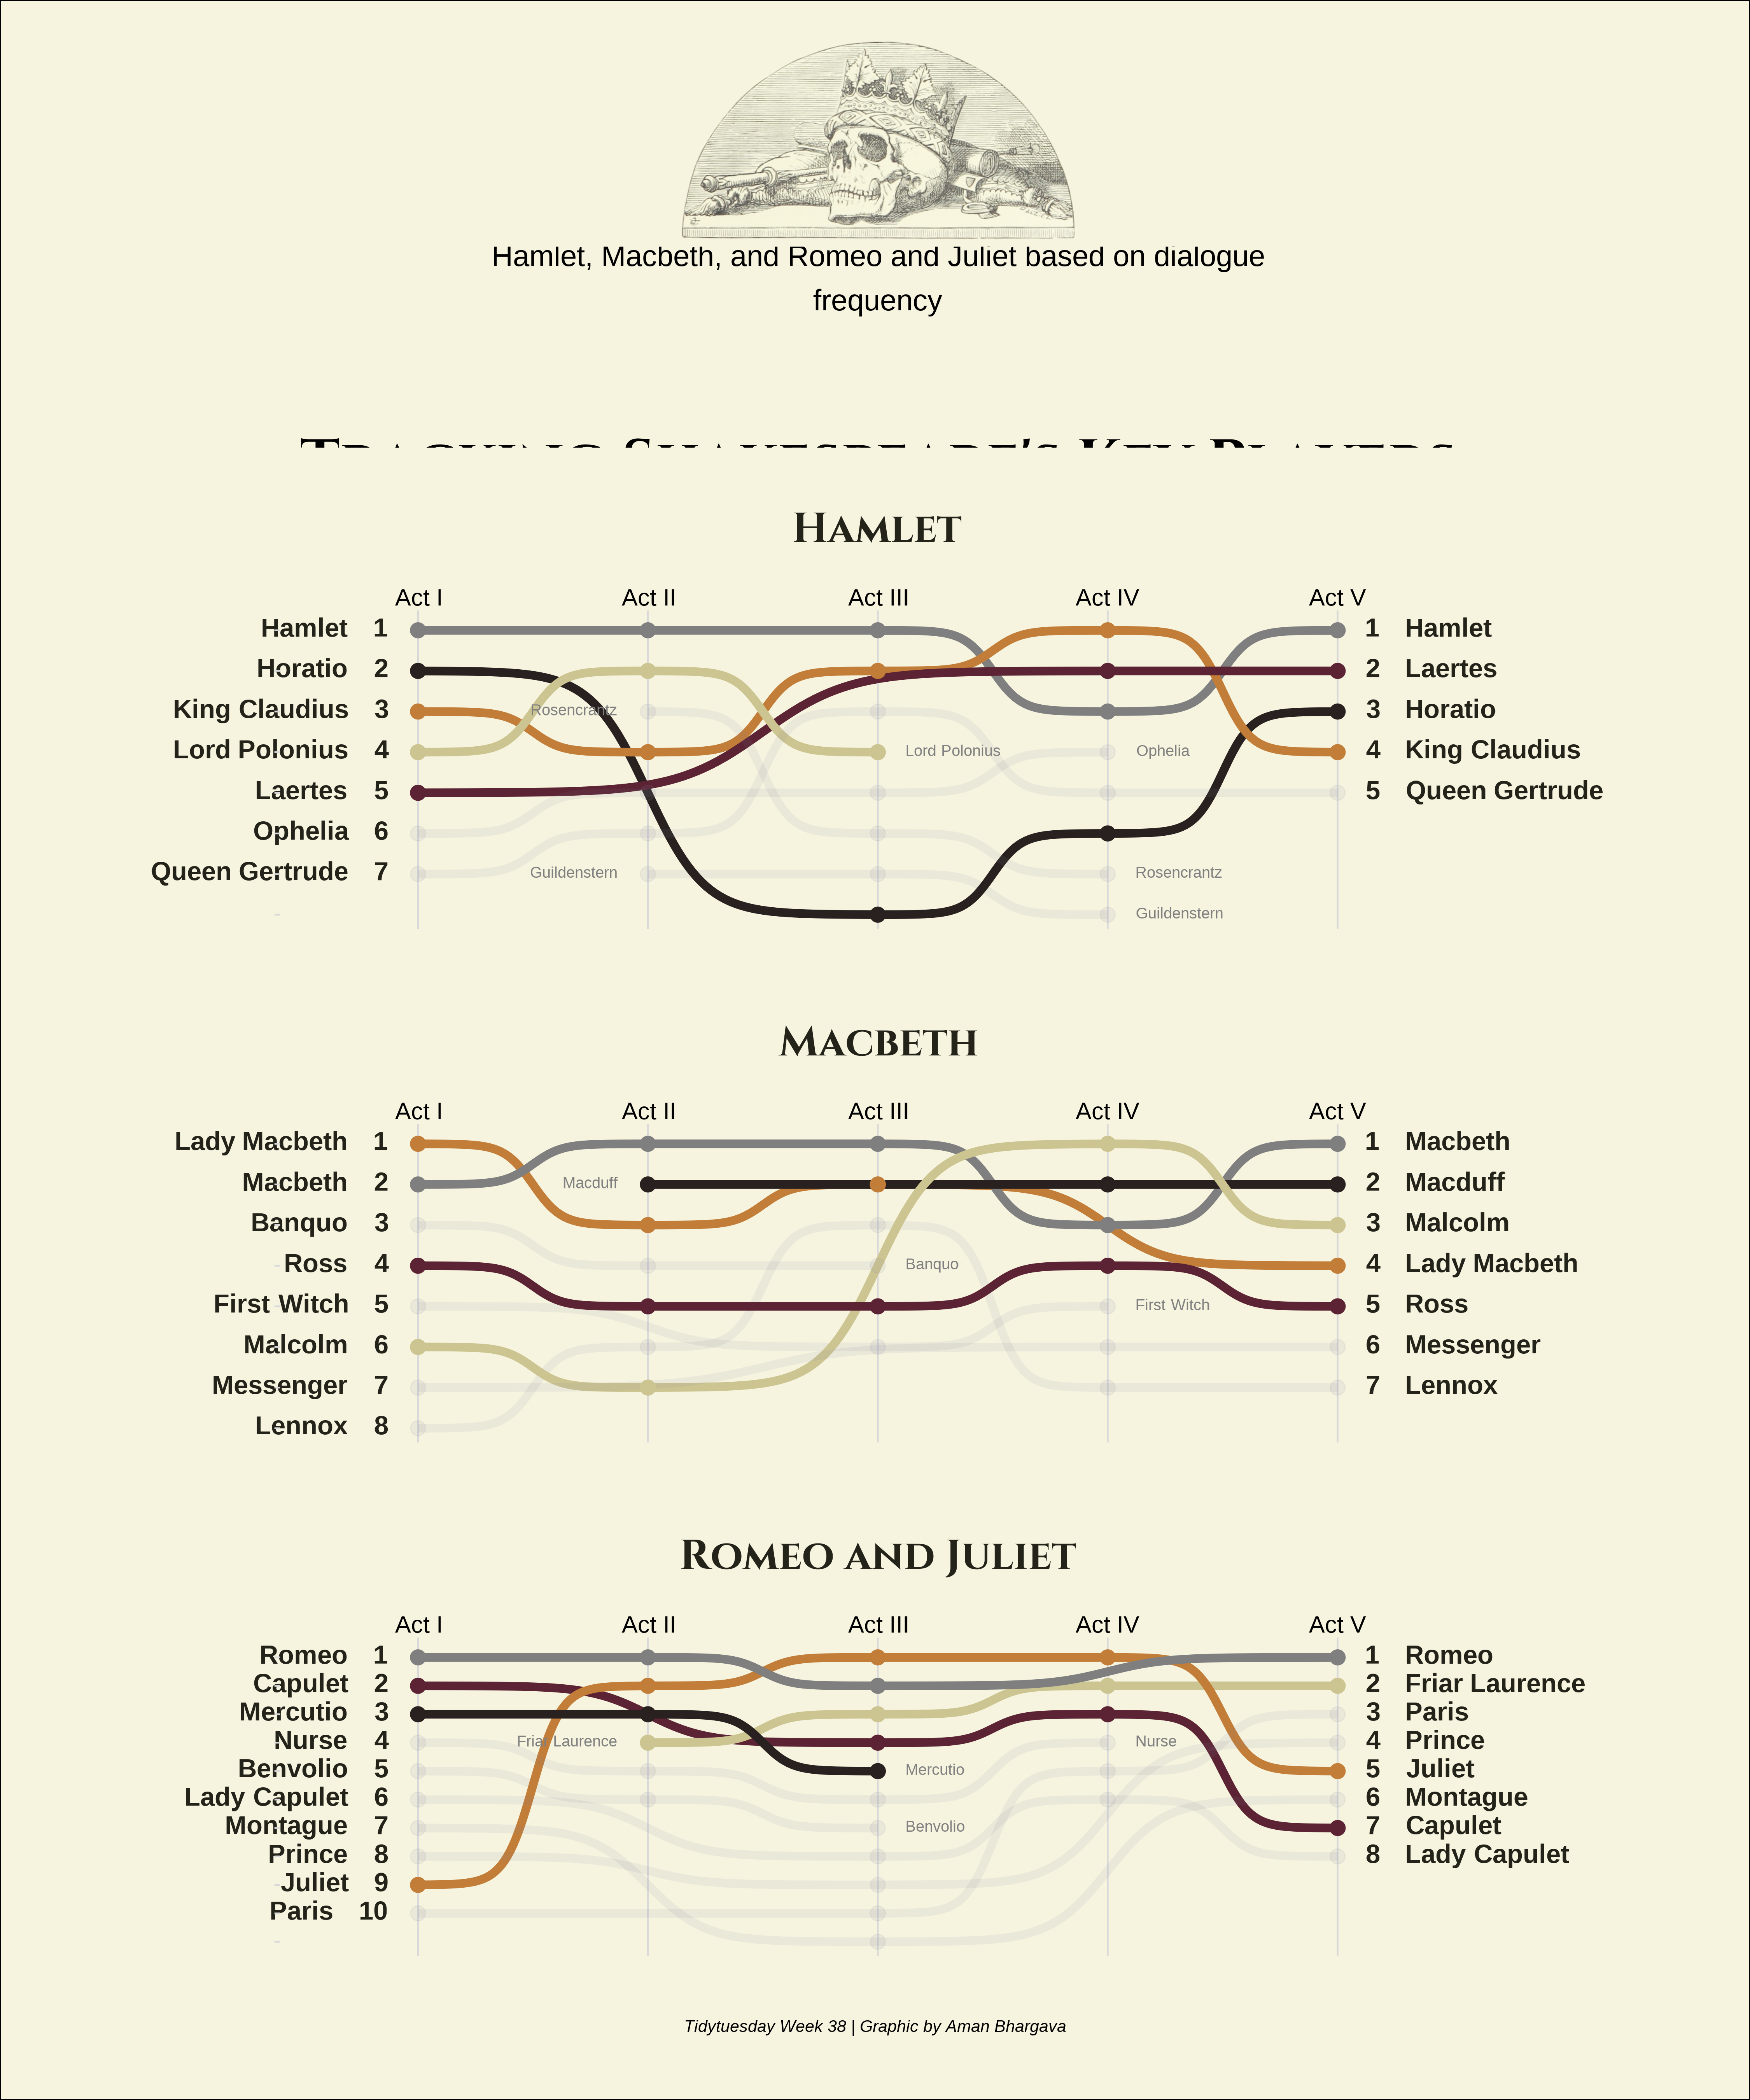 Hamlet, Macbeth, and Romeo and Juliet based on dialogue
frequency
Tracking Shakespeare's Key Players
Hamlet
Act I Act II Act III Act IV Act V
Hamlet 1 1 Hamlet
Horatio 2 2 Laertes
King Claudius 3 Rosencrantz 3 Horatio
Lord Polonius 4 Lord Polonius Ophelia 4 King Claudius
Laertes 5 5 Queen Gertrude
Ophelia 6
Queen Gertrude 7 Guildenstern Rosencrantz
Guildenstern
Macbeth
Act I Act II Act III Act IV Act V
Lady Macbeth 1 1 Macbeth
Macbeth 2 Macduff 2 Macduff
Banquo 3 3 Malcolm
Ross 4 Banquo 4 Lady Macbeth
First Witch 5 First Witch 5 Ross
Malcolm 6 6 Messenger
Messenger 7 7 Lennox
Lennox 8
Romeo and Juliet
Act I Act II Act III Act IV Act V
Romeo 1 1 Romeo
Capulet 2 2 Friar Laurence
Mercutio 3 3 Paris
Nurse 4 Friar Laurence Nurse 4 Prince
Benvolio 5 Mercutio 5 Juliet
Lady Capulet 6 6 Montague
Montague 7 Benvolio 7 Capulet
Prince 8 8 Lady Capulet
Juliet 9
Paris 10
Tidytuesday Week 38 | Graphic by Aman Bhargava